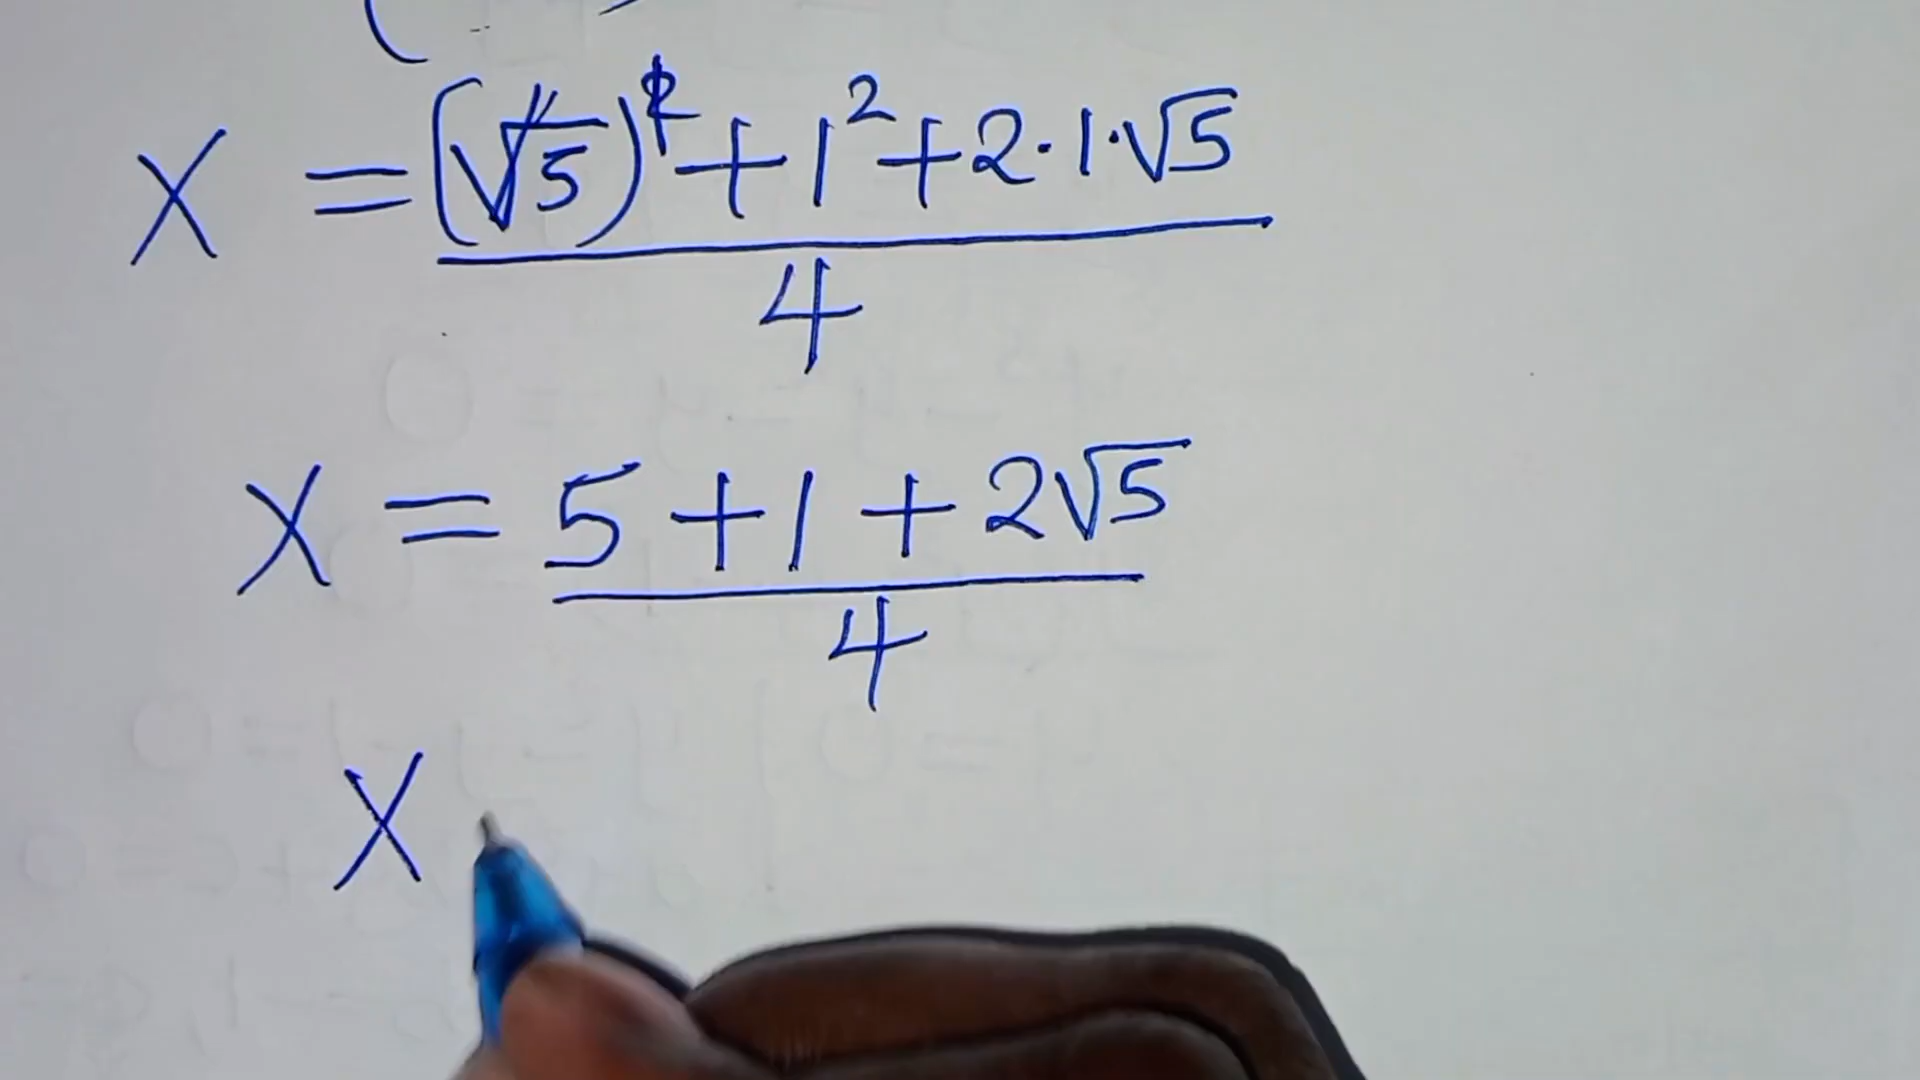 X = (√5)² + 1² + 2·1·√5
4
X = 5 + 1 + 2√5
4
X